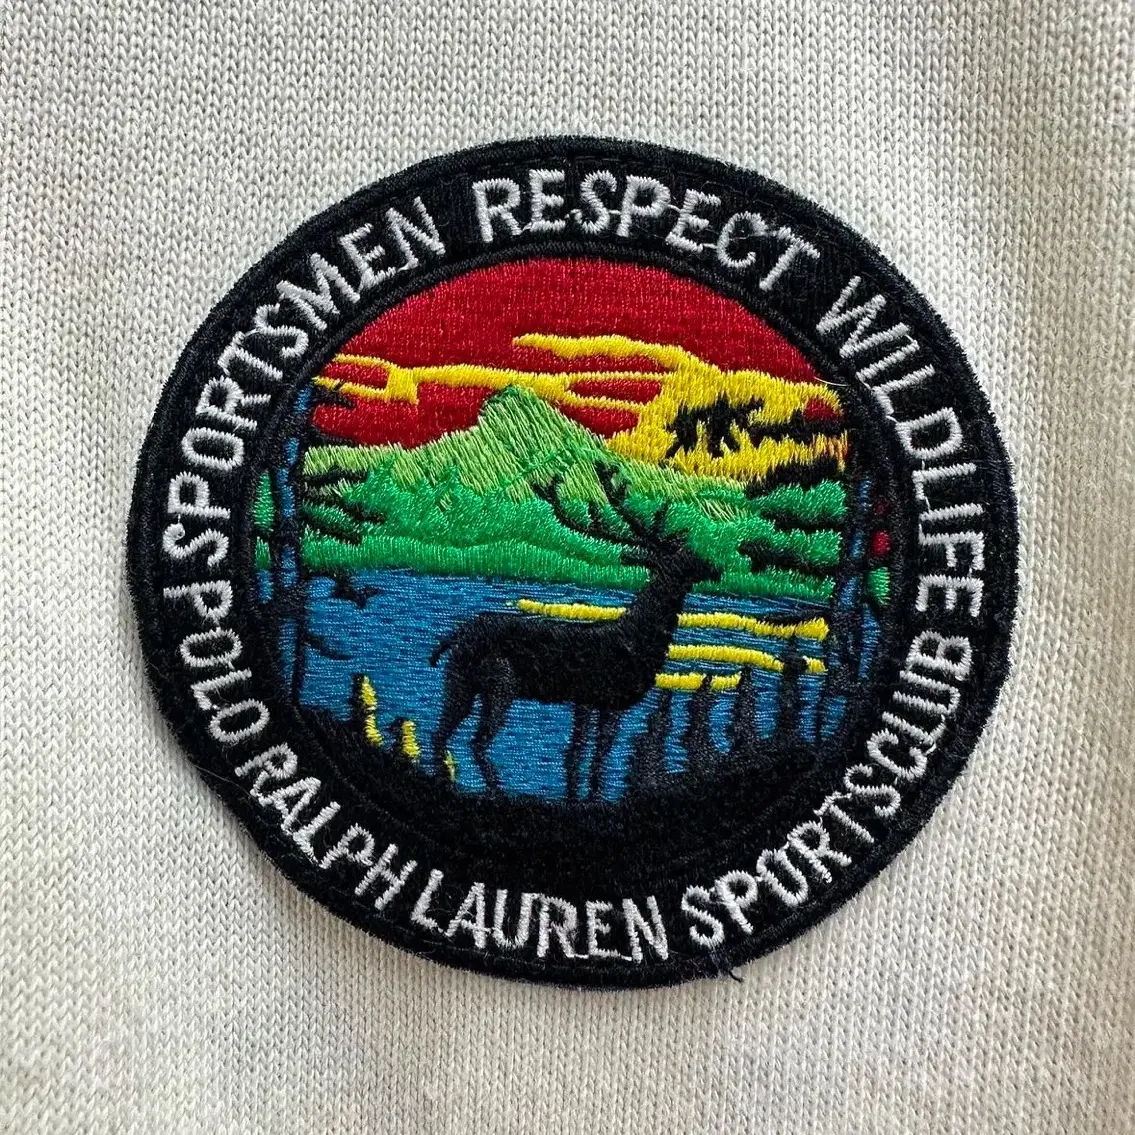 SPORTSMEN RESPECT WILDLIFE
POLO RALPH LAUREN SPORTSCLUB